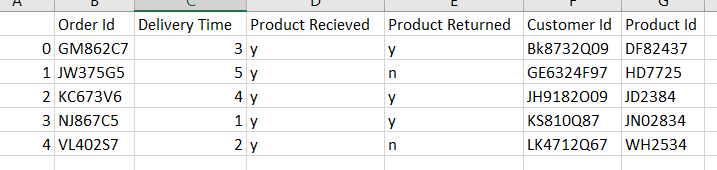 A B C D E F G
Order Id Delivery Time Product Recieved Product Returned Customer Id Product Id
0 GM862C7 3 y y Bk8732Q09 DF82437
1 JW375G5 5 y n GE6324F97 HD7725
2 KC673V6 4 y y JH9182O09 JD2384
3 NJ867C5 1 y y KS810Q87 JN02834
4 VL402S7 2 y n LK4712Q67 WH2534